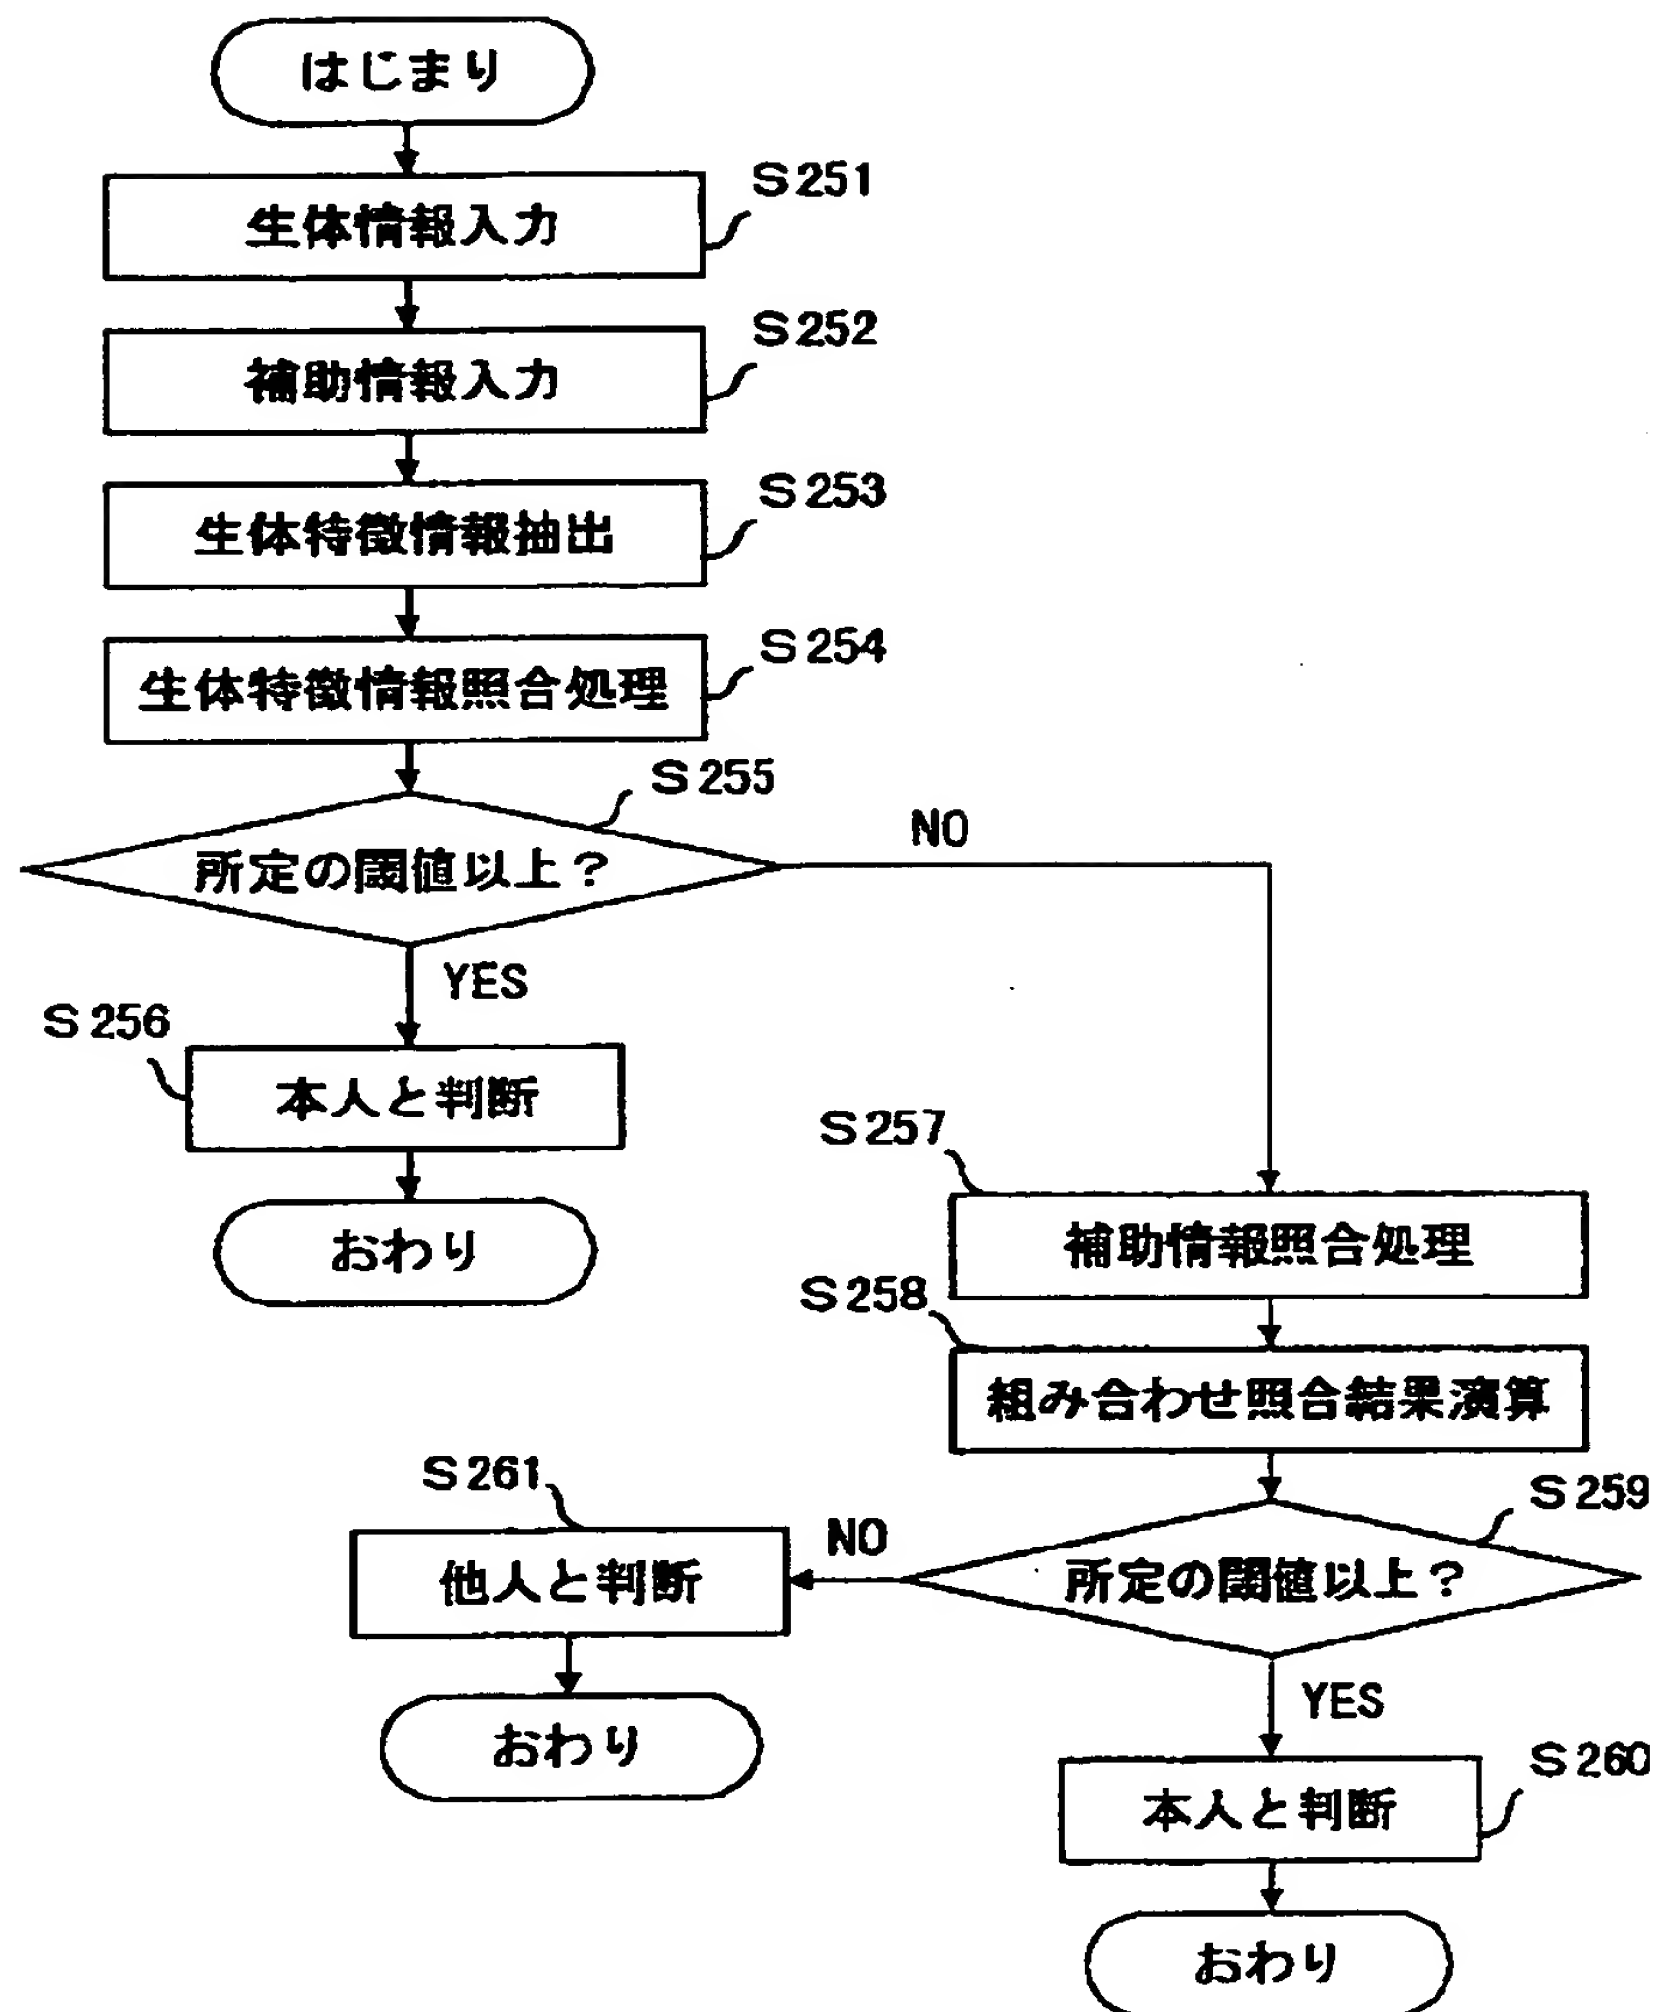 はじまり
S251
生体情報入力
S252
補助情報入力
S253
生体特徴情報抽出
S254
生体特徴情報照合処理
S255
所定の閾値以上?
NO
YES
S256
本人と判断
おわり
S257
補助情報照合処理
S258
組み合わせ照合結果演算
S259
所定の閾値以上?
NO
S261
他人と判断
おわり
YES
S260
本人と判断
おわり